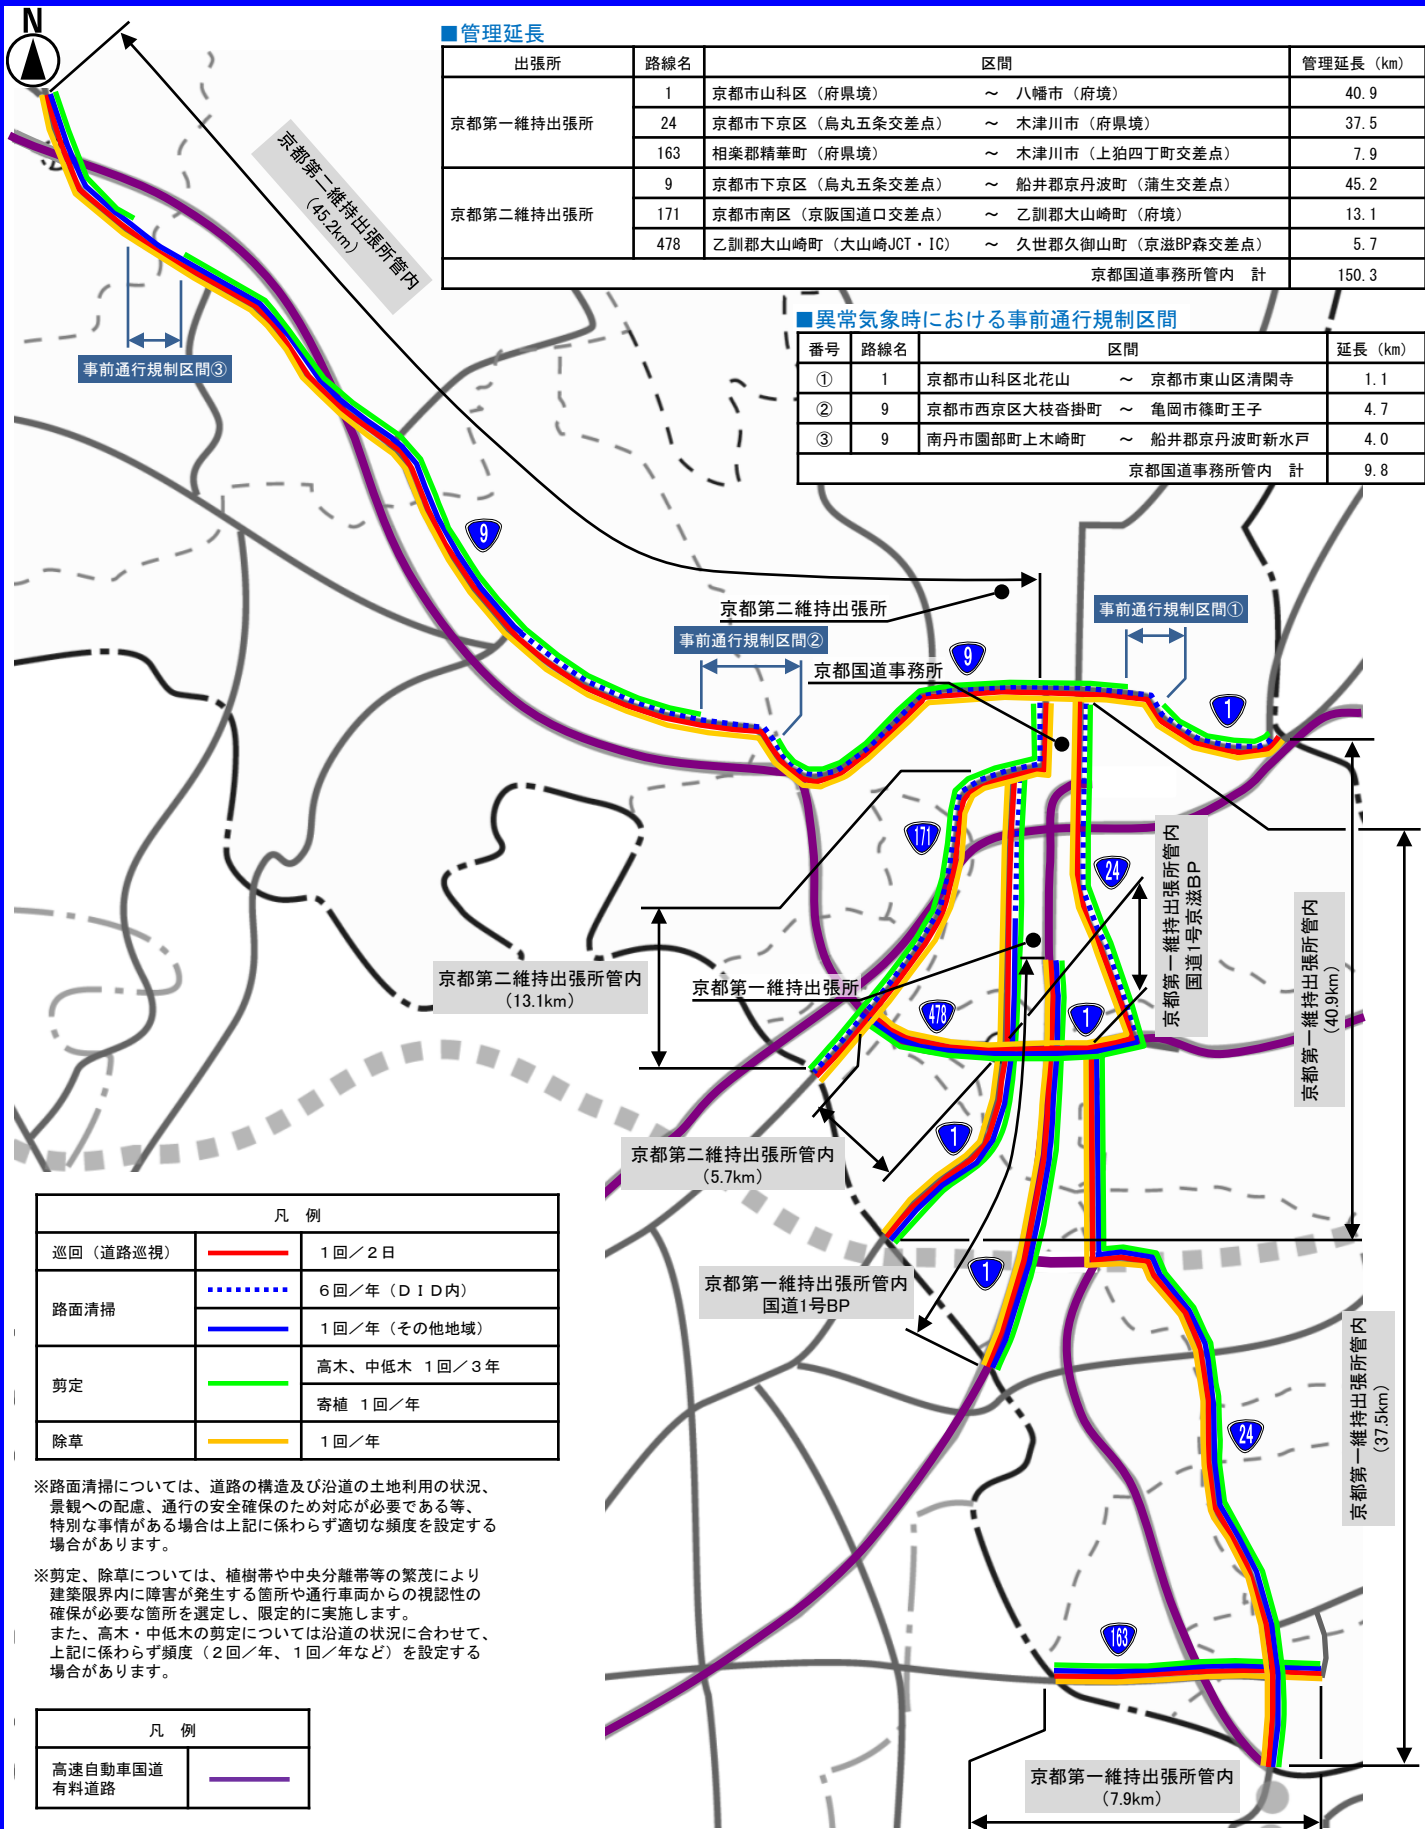 N
■管理延長
出張所 路線名 区間 管理延長（km）
京都第一維持出張所
1 京都市山科区（府県境） ～ 八幡市（府境） 40.9
24 京都市下京区（烏丸五条交差点） ～ 木津川市（府県境） 37.5
163 相楽郡精華町（府県境） ～ 木津川市（上狛四丁町交差点） 7.9
京都第二維持出張所
9 京都市下京区（烏丸五条交差点） ～ 船井郡京丹波町（蒲生交差点） 45.2
171 京都市南区（京阪国道口交差点） ～ 乙訓郡大山崎町（府境） 13.1
478 乙訓郡大山崎町（大山崎JCT・IC） ～ 久世郡久御山町（京滋BP森交差点） 5.7
京都国道事務所管内　計 150.3
■異常気象時における事前通行規制区間
番号 路線名 区間 延長（km）
① 1 京都市山科区北花山 ～ 京都市東山区清閑寺 1.1
② 9 京都市西京区大枝沓掛町 ～ 亀岡市篠町王子 4.7
③ 9 南丹市園部町上木崎町 ～ 船井郡京丹波町新水戸 4.0
京都国道事務所管内　計 9.8
京都第二維持出張所管内
（45.2km）
事前通行規制区間③
9
京都第二維持出張所
事前通行規制区間①
事前通行規制区間②
9
京都国道事務所
1
171
24
京都第一維持出張所管内
国道1号京滋BP
京都第一維持出張所管内
（40.9km）
京都第二維持出張所管内
（13.1km）
京都第一維持出張所
478
1
1
京都第二維持出張所管内
（5.7km）
京都第一維持出張所管内
国道1号BP
1
京都第一維持出張所管内
（37.5km）
24
163
京都第一維持出張所管内
（7.9km）
凡　例
巡回（道路巡視） １回／２日
路面清掃
６回／年（ＤＩＤ内）
１回／年（その他地域）
剪定
高木、中低木 １回／３年
寄植 １回／年
除草 １回／年
※路面清掃については、道路の構造及び沿道の土地利用の状況、
景観への配慮、通行の安全確保のため対応が必要である等、
特別な事情がある場合は上記に係わらず適切な頻度を設定する
場合があります。
※剪定、除草については、植樹帯や中央分離帯等の繁茂により
建築限界内に障害が発生する箇所や通行車両からの視認性の
確保が必要な箇所を選定し、限定的に実施します。
また、高木・中低木の剪定については沿道の状況に合わせて、
上記に係わらず頻度（２回／年、１回／年など）を設定する
場合があります。
凡　例
高速自動車国道
有料道路